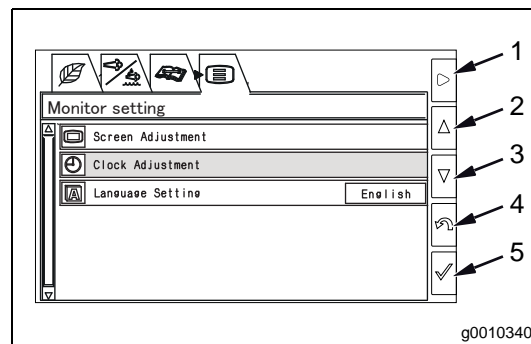 Monitor setting
Screen Adjustment
Clock Adjustment
A Language Setting English
1
2
3
4
5
g0010340